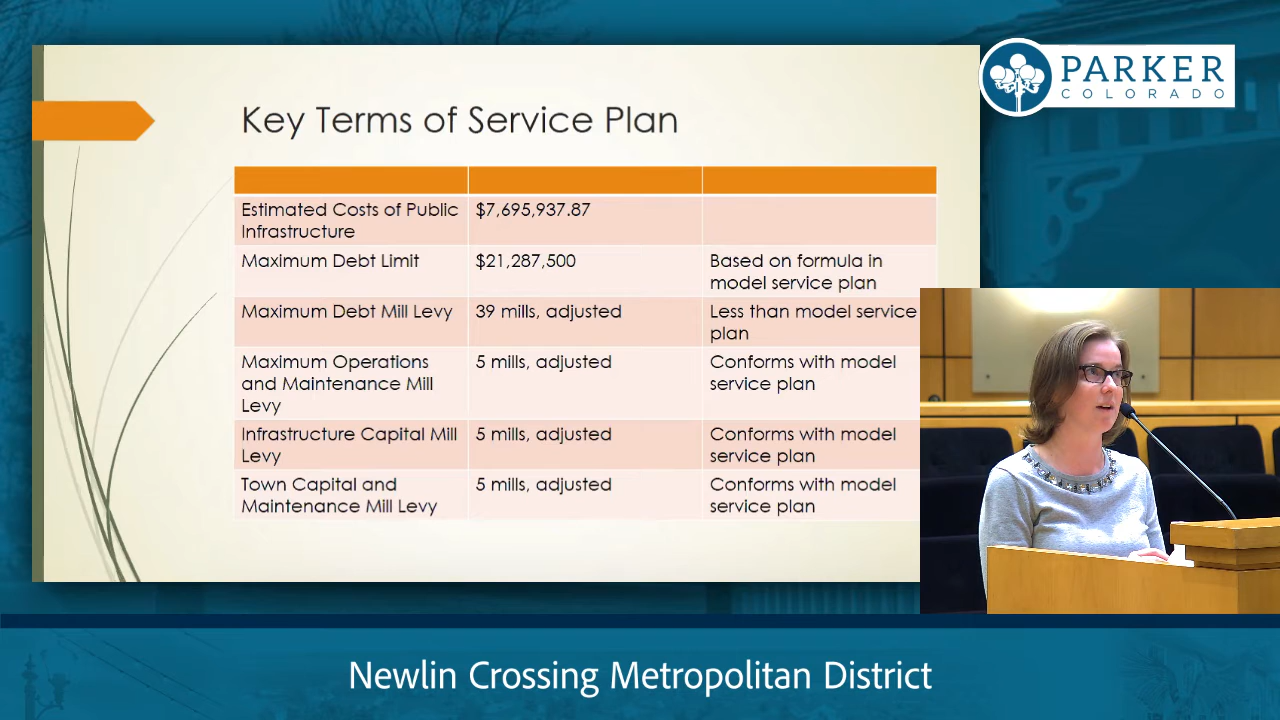 PARKER
COLORADO
Key Terms of Service Plan
Estimated Costs of Public
Infrastructure
$7,695,937.87
Maximum Debt Limit
$21,287,500
Based on formula in
model service plan
Maximum Debt Mill Levy
39 mills, adjusted
Less than model service
plan
Maximum Operations
and Maintenance Mill
Levy
5 mills, adjusted
Conforms with model
service plan
Infrastructure Capital Mill
Levy
5 mills, adjusted
Conforms with model
service plan
Town Capital and
Maintenance Mill Levy
5 mills, adjusted
Conforms with model
service plan
Newlin Crossing Metropolitan District